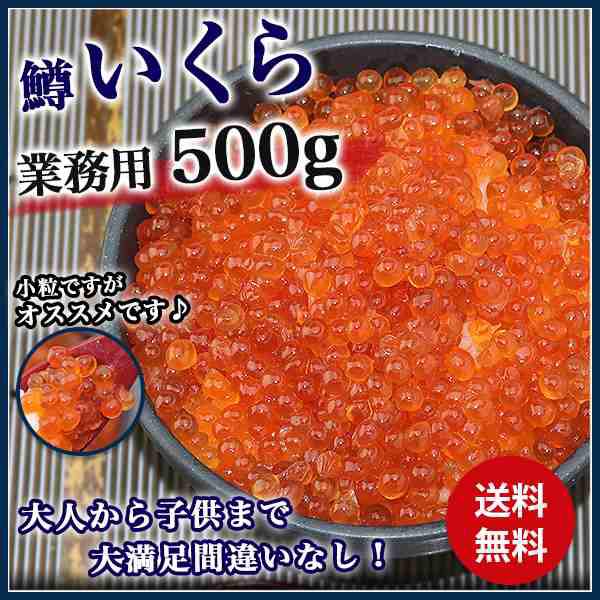 鱒いくら
業務用 500g
小粒ですが
オススメです♪
大人から子供まで
大満足間違いなし！
送料
無料